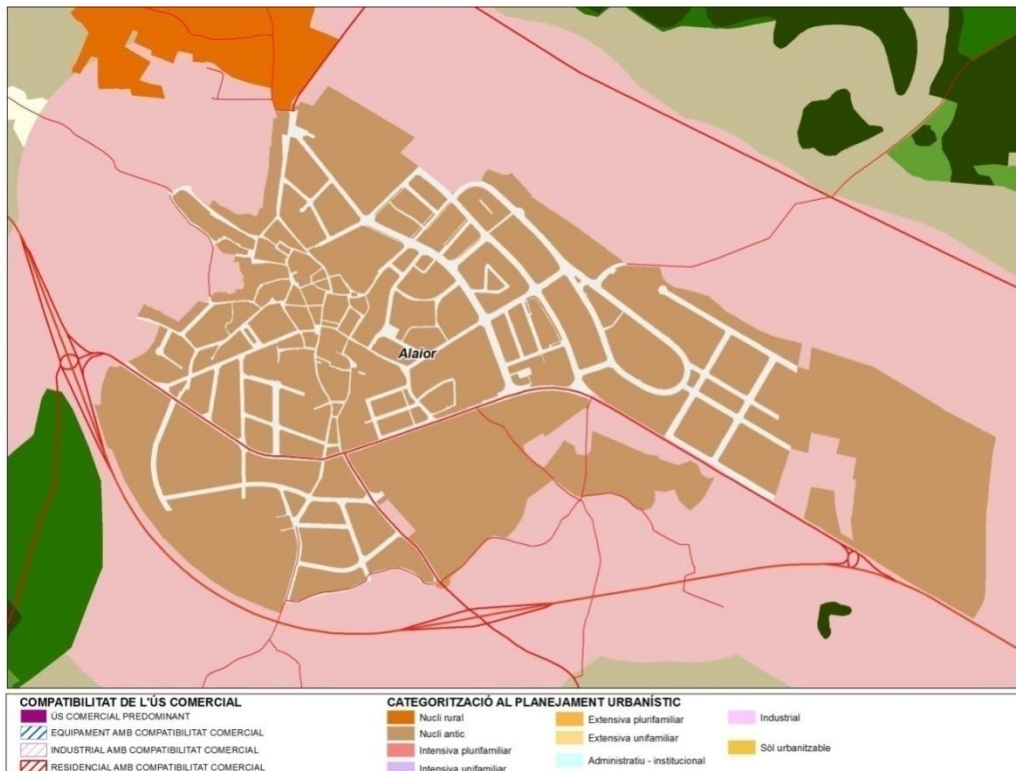 Alaior
COMPATIBILITAT DE L'ÚS COMERCIAL
ÚS COMERCIAL PREDOMINANT
EQUIPAMENT AMB COMPATIBILITAT COMERCIAL
INDUSTRIAL AMB COMPATIBILITAT COMERCIAL
RESIDENCIAL AMB COMPATIBILITAT COMERCIAL
CATEGORITZACIÓ AL PLANEJAMENT URBANÍSTIC
Nucli rural
Nucli antic
Intensiva plurifamiliar
Intensiva unifamiliar
Extensiva plurifamiliar
Extensiva unifamiliar
Administratiu - institucional
Industrial
Sòl urbanitzable